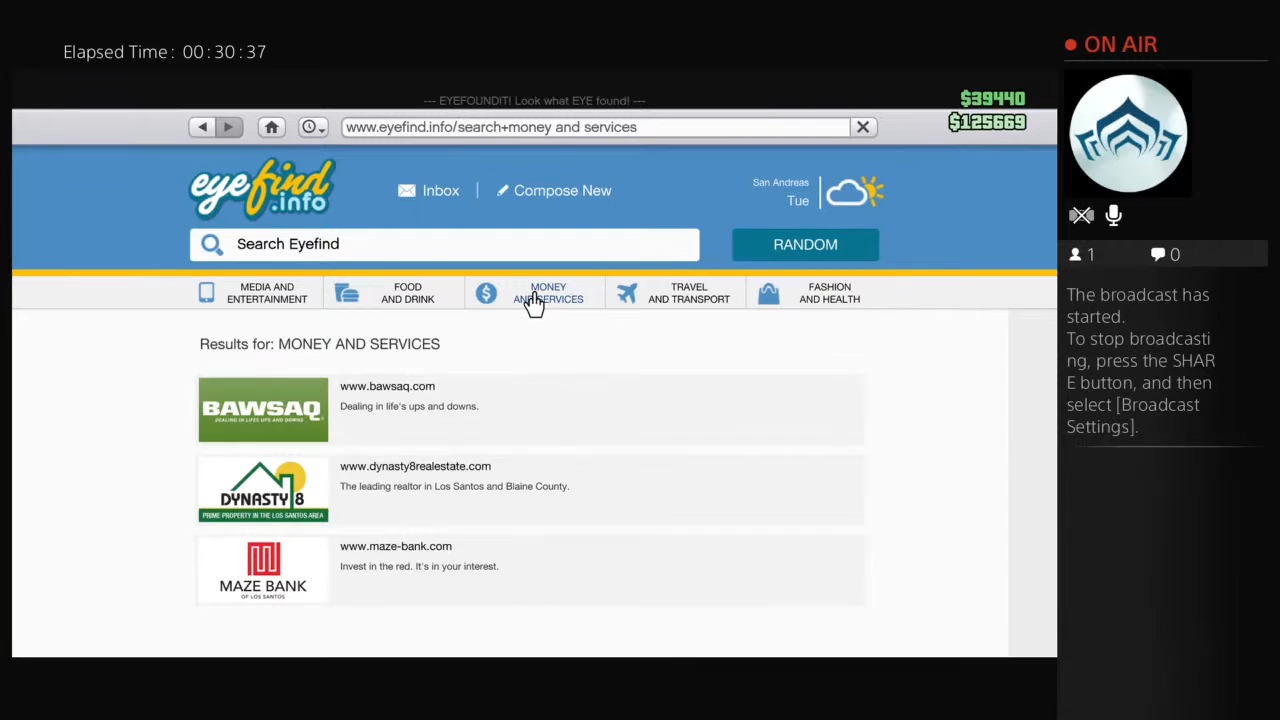 Elapsed Time: 00:30:37
ON AIR
--- EYEFOUNDIT! Look what EYE found! ---
$39440
$125669
www.eyefind.info/search+money and services
eyefind
.info
Inbox
Compose New
San Andreas
Tue
Search Eyefind
RANDOM
MEDIA AND
ENTERTAINMENT
FOOD
AND DRINK
MONEY
AND SERVICES
TRAVEL
AND TRANSPORT
FASHION
AND HEALTH
Results for: MONEY AND SERVICES
BAWSAQ
DEALING IN LIFE'S UPS AND DOWNS
www.bawsaq.com
Dealing in life's ups and downs.
DYNASTY 8
PRIME PROPERTY IN THE LOS SANTOS AREA
www.dynasty8realestate.com
The leading realtor in Los Santos and Blaine County.
MAZE BANK
OF LOS SANTOS
www.maze-bank.com
Invest in the red. It's in your interest.
1
0
The broadcast has
started.
To stop broadcasti
ng, press the SHAR
E button, and then
select [Broadcast
Settings].